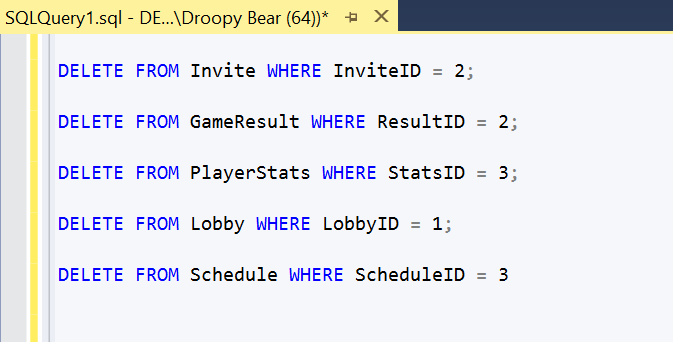 SQLQuery1.sql - DE...\Droopy Bear (64))*
DELETE FROM Invite WHERE InviteID = 2;
DELETE FROM GameResult WHERE ResultID = 2;
DELETE FROM PlayerStats WHERE StatsID = 3;
DELETE FROM Lobby WHERE LobbyID = 1;
DELETE FROM Schedule WHERE ScheduleID = 3